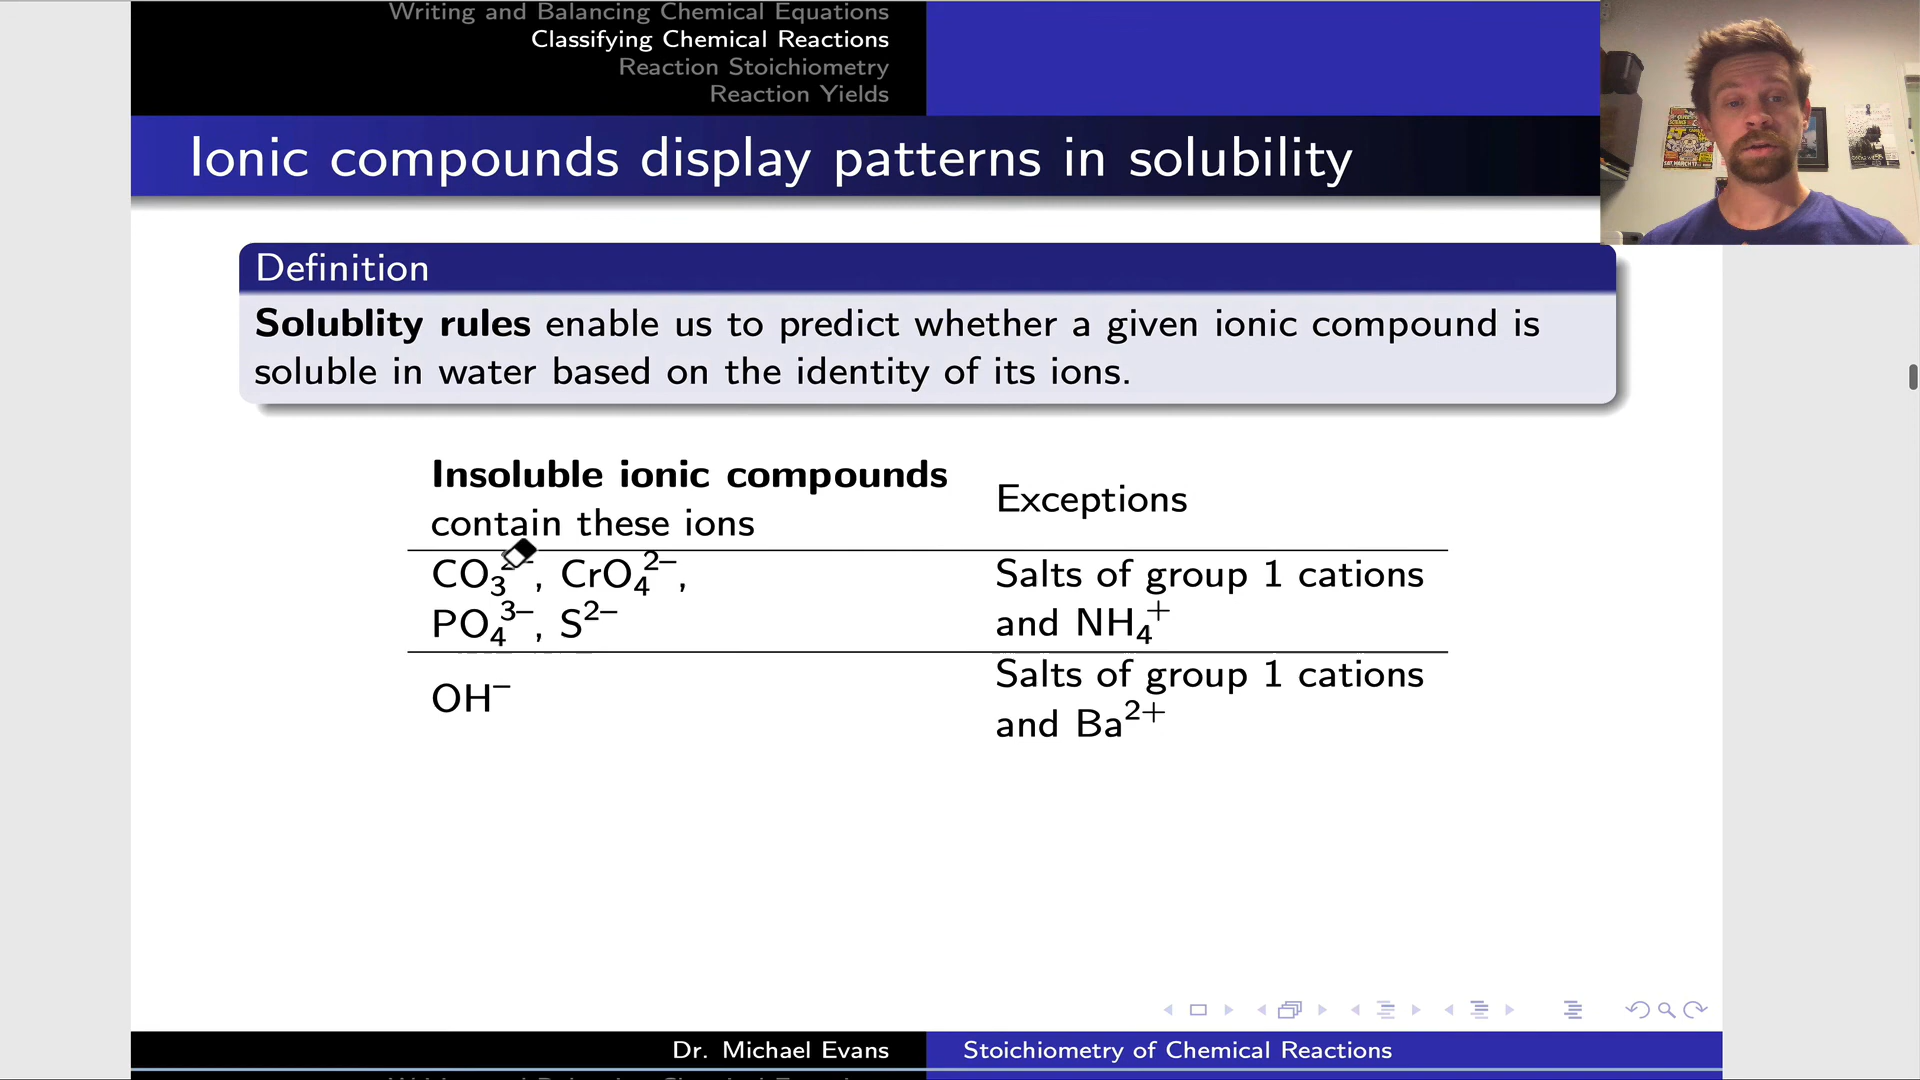 Writing and Balancing Chemical Equations
Classifying Chemical Reactions
Reaction Stoichiometry
Reaction Yields
Ionic compounds display patterns in solubility
Definition
Solublity rules enable us to predict whether a given ionic compound is
soluble in water based on the identity of its ions.
Insoluble ionic compounds
contain these ions
Exceptions
CO₃²⁻, CrO₄²⁻,
PO₄³⁻, S²⁻
Salts of group 1 cations
and NH₄⁺
OH⁻
Salts of group 1 cations
and Ba²⁺
Dr. Michael Evans
Stoichiometry of Chemical Reactions